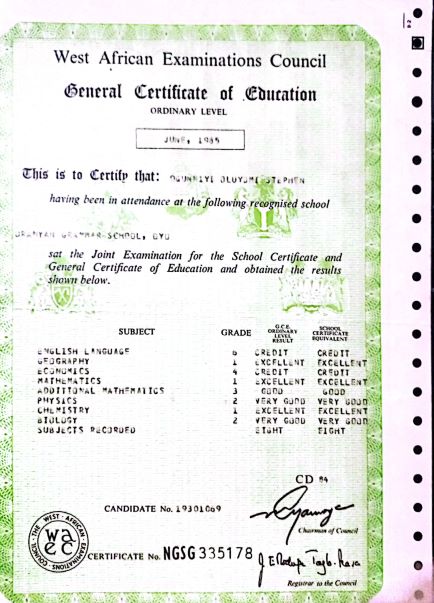 West African Examinations Council
General Certificate of Education
ORDINARY LEVEL
JUNE, 1985
This is to Certify that: OGUNNIYI OLUYOMI STEPHEN
having been in attendance at the following recognised school
ORANYAN GRAMMAR SCHOOL, OYO
sat the Joint Examination for the School Certificate and
General Certificate of Education and obtained the results
shown below.
SUBJECT GRADE G.C.E. ORDINARY LEVEL RESULT SCHOOL CERTIFICATE EQUIVALENT
ENGLISH LANGUAGE 6 CREDIT CREDIT
GEOGRAPHY 1 EXCELLENT EXCELLENT
ECONOMICS 4 CREDIT CREDIT
MATHEMATICS 1 EXCELLENT EXCELLENT
ADDITIONAL MATHEMATICS 3 GOOD GOOD
PHYSICS 2 VERY GOOD VERY GOOD
CHEMISTRY 1 EXCELLENT EXCELLENT
BIOLOGY 2 VERY GOOD VERY GOOD
SUBJECTS RECORDED EIGHT EIGHT
CD 84
CANDIDATE No. 19301069
Chairman of Council
THE WEST AFRICAN EXAMINATIONS COUNCIL
wa
ec
CERTIFICATE No. NGSG 335178
Registrar to the Council